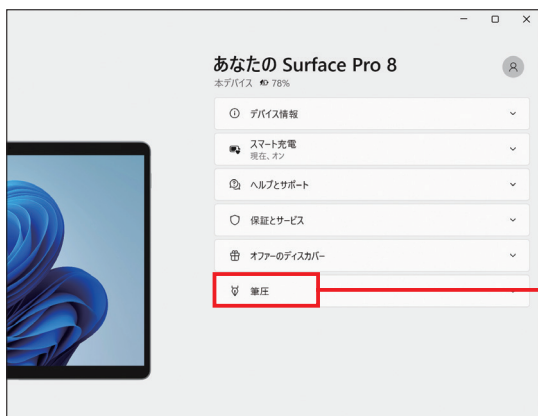 あなたの Surface Pro 8
本デバイス 78%
デバイス情報
スマート充電
現在、オン
ヘルプとサポート
保証とサービス
オファーのディスカバー
筆圧